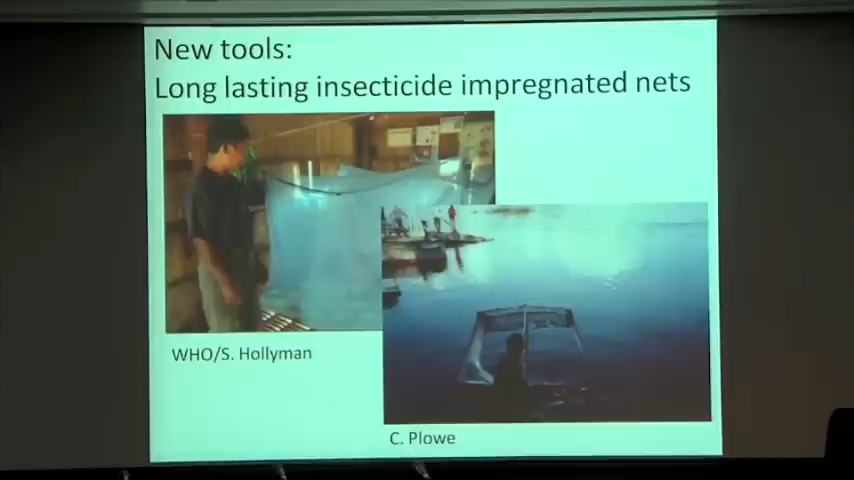 New tools:
Long lasting insecticide impregnated nets
WHO/S. Hollyman
C. Plowe